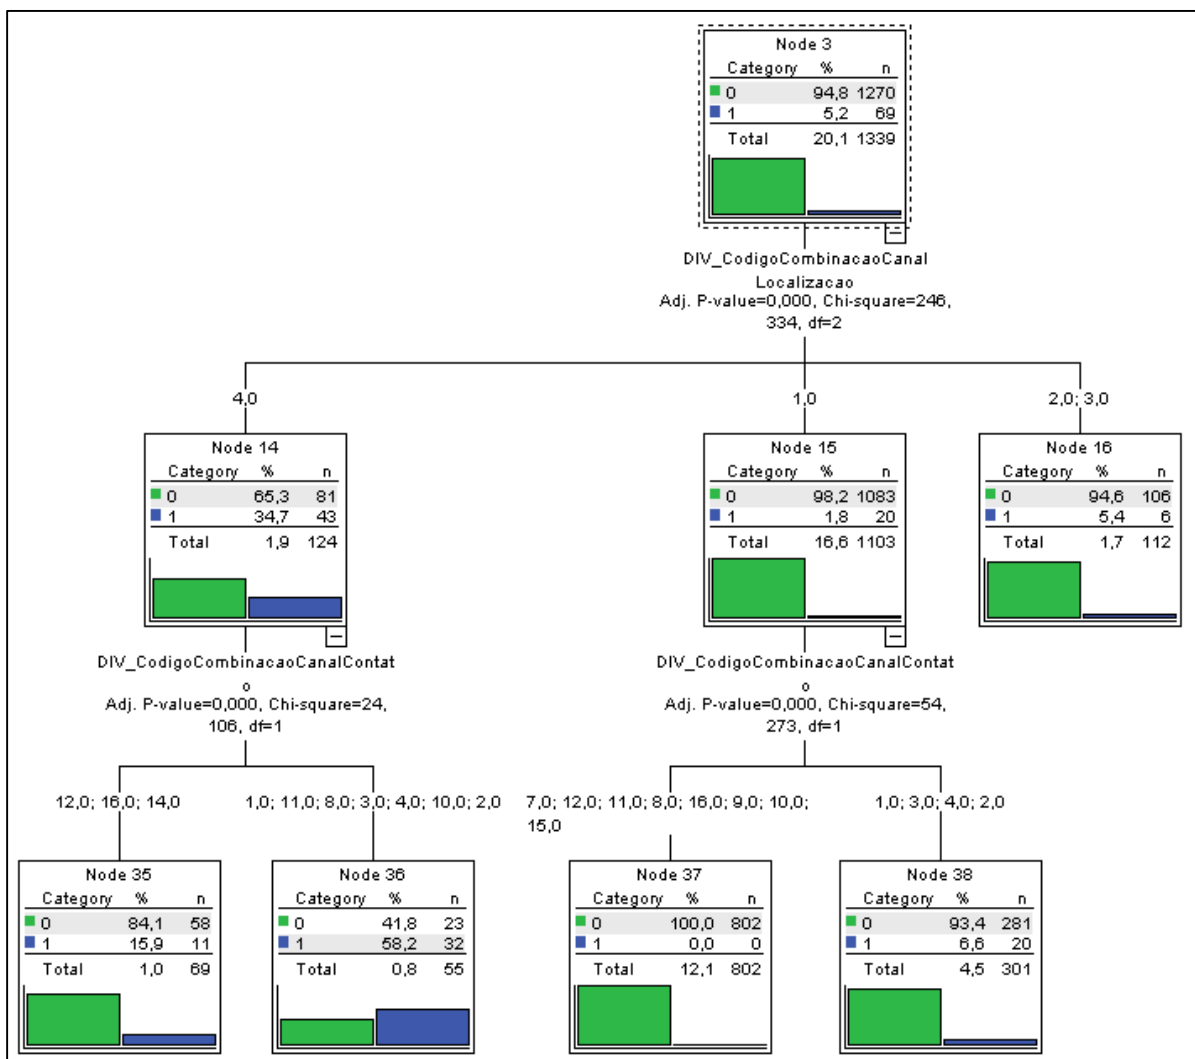 Node 3
Category % n
0 94,8 1270
1 5,2 69
Total 20,1 1339
DIV_CodigoCombinacaoCanal
Localizacao
Adj. P-value=0,000, Chi-square=246,
334, df=2
4,0
1,0
2,0; 3,0
Node 14
Category % n
0 65,3 81
1 34,7 43
Total 1,9 124
Node 15
Category % n
0 98,2 1083
1 1,8 20
Total 16,6 1103
Node 16
Category % n
0 94,6 106
1 5,4 6
Total 1,7 112
DIV_CodigoCombinacaoCanalContat
o
Adj. P-value=0,000, Chi-square=24,
106, df=1
DIV_CodigoCombinacaoCanalContat
o
Adj. P-value=0,000, Chi-square=54,
273, df=1
12,0; 16,0; 14,0
1,0; 11,0; 8,0; 3,0; 4,0; 10,0; 2,0
7,0; 12,0; 11,0; 8,0; 16,0; 9,0; 10,0;
15,0
1,0; 3,0; 4,0; 2,0
Node 35
Category % n
0 84,1 58
1 15,9 11
Total 1,0 69
Node 36
Category % n
0 41,8 23
1 58,2 32
Total 0,8 55
Node 37
Category % n
0 100,0 802
1 0,0 0
Total 12,1 802
Node 38
Category % n
0 93,4 281
1 6,6 20
Total 4,5 301